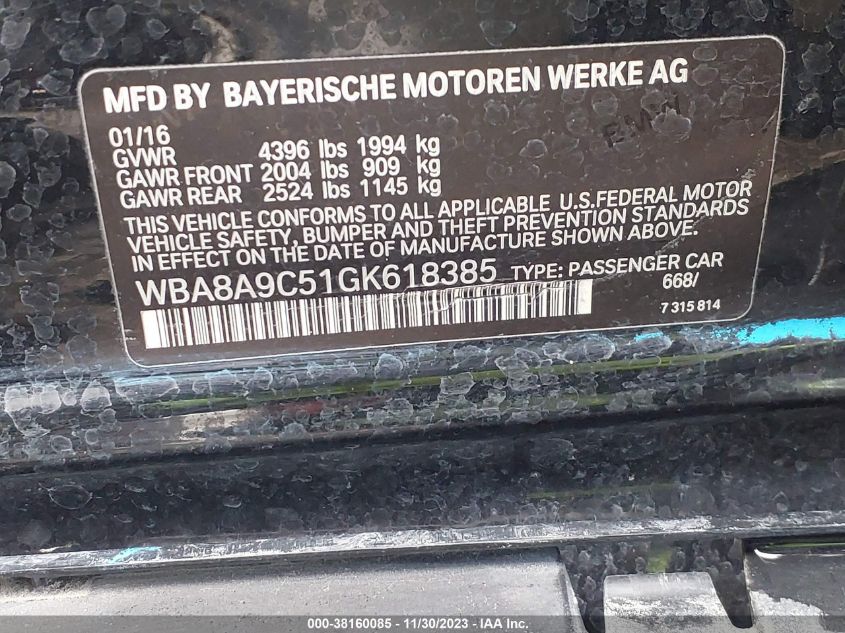 MFD BY BAYERISCHE MOTOREN WERKE AG
01/16
GVWR 4396 lbs 1994 kg
GAWR FRONT 2004 lbs 909 kg
GAWR REAR 2524 lbs 1145 kg
THIS VEHICLE CONFORMS TO ALL APPLICABLE U.S.FEDERAL MOTOR
VEHICLE SAFETY, BUMPER AND THEFT PREVENTION STANDARDS
IN EFFECT ON THE DATE OF MANUFACTURE SHOWN ABOVE.
WBA8A9C51GK618385 TYPE: PASSENGER CAR
668/
7 315 814
000-38160085 - 11/30/2023 - IAA Inc.